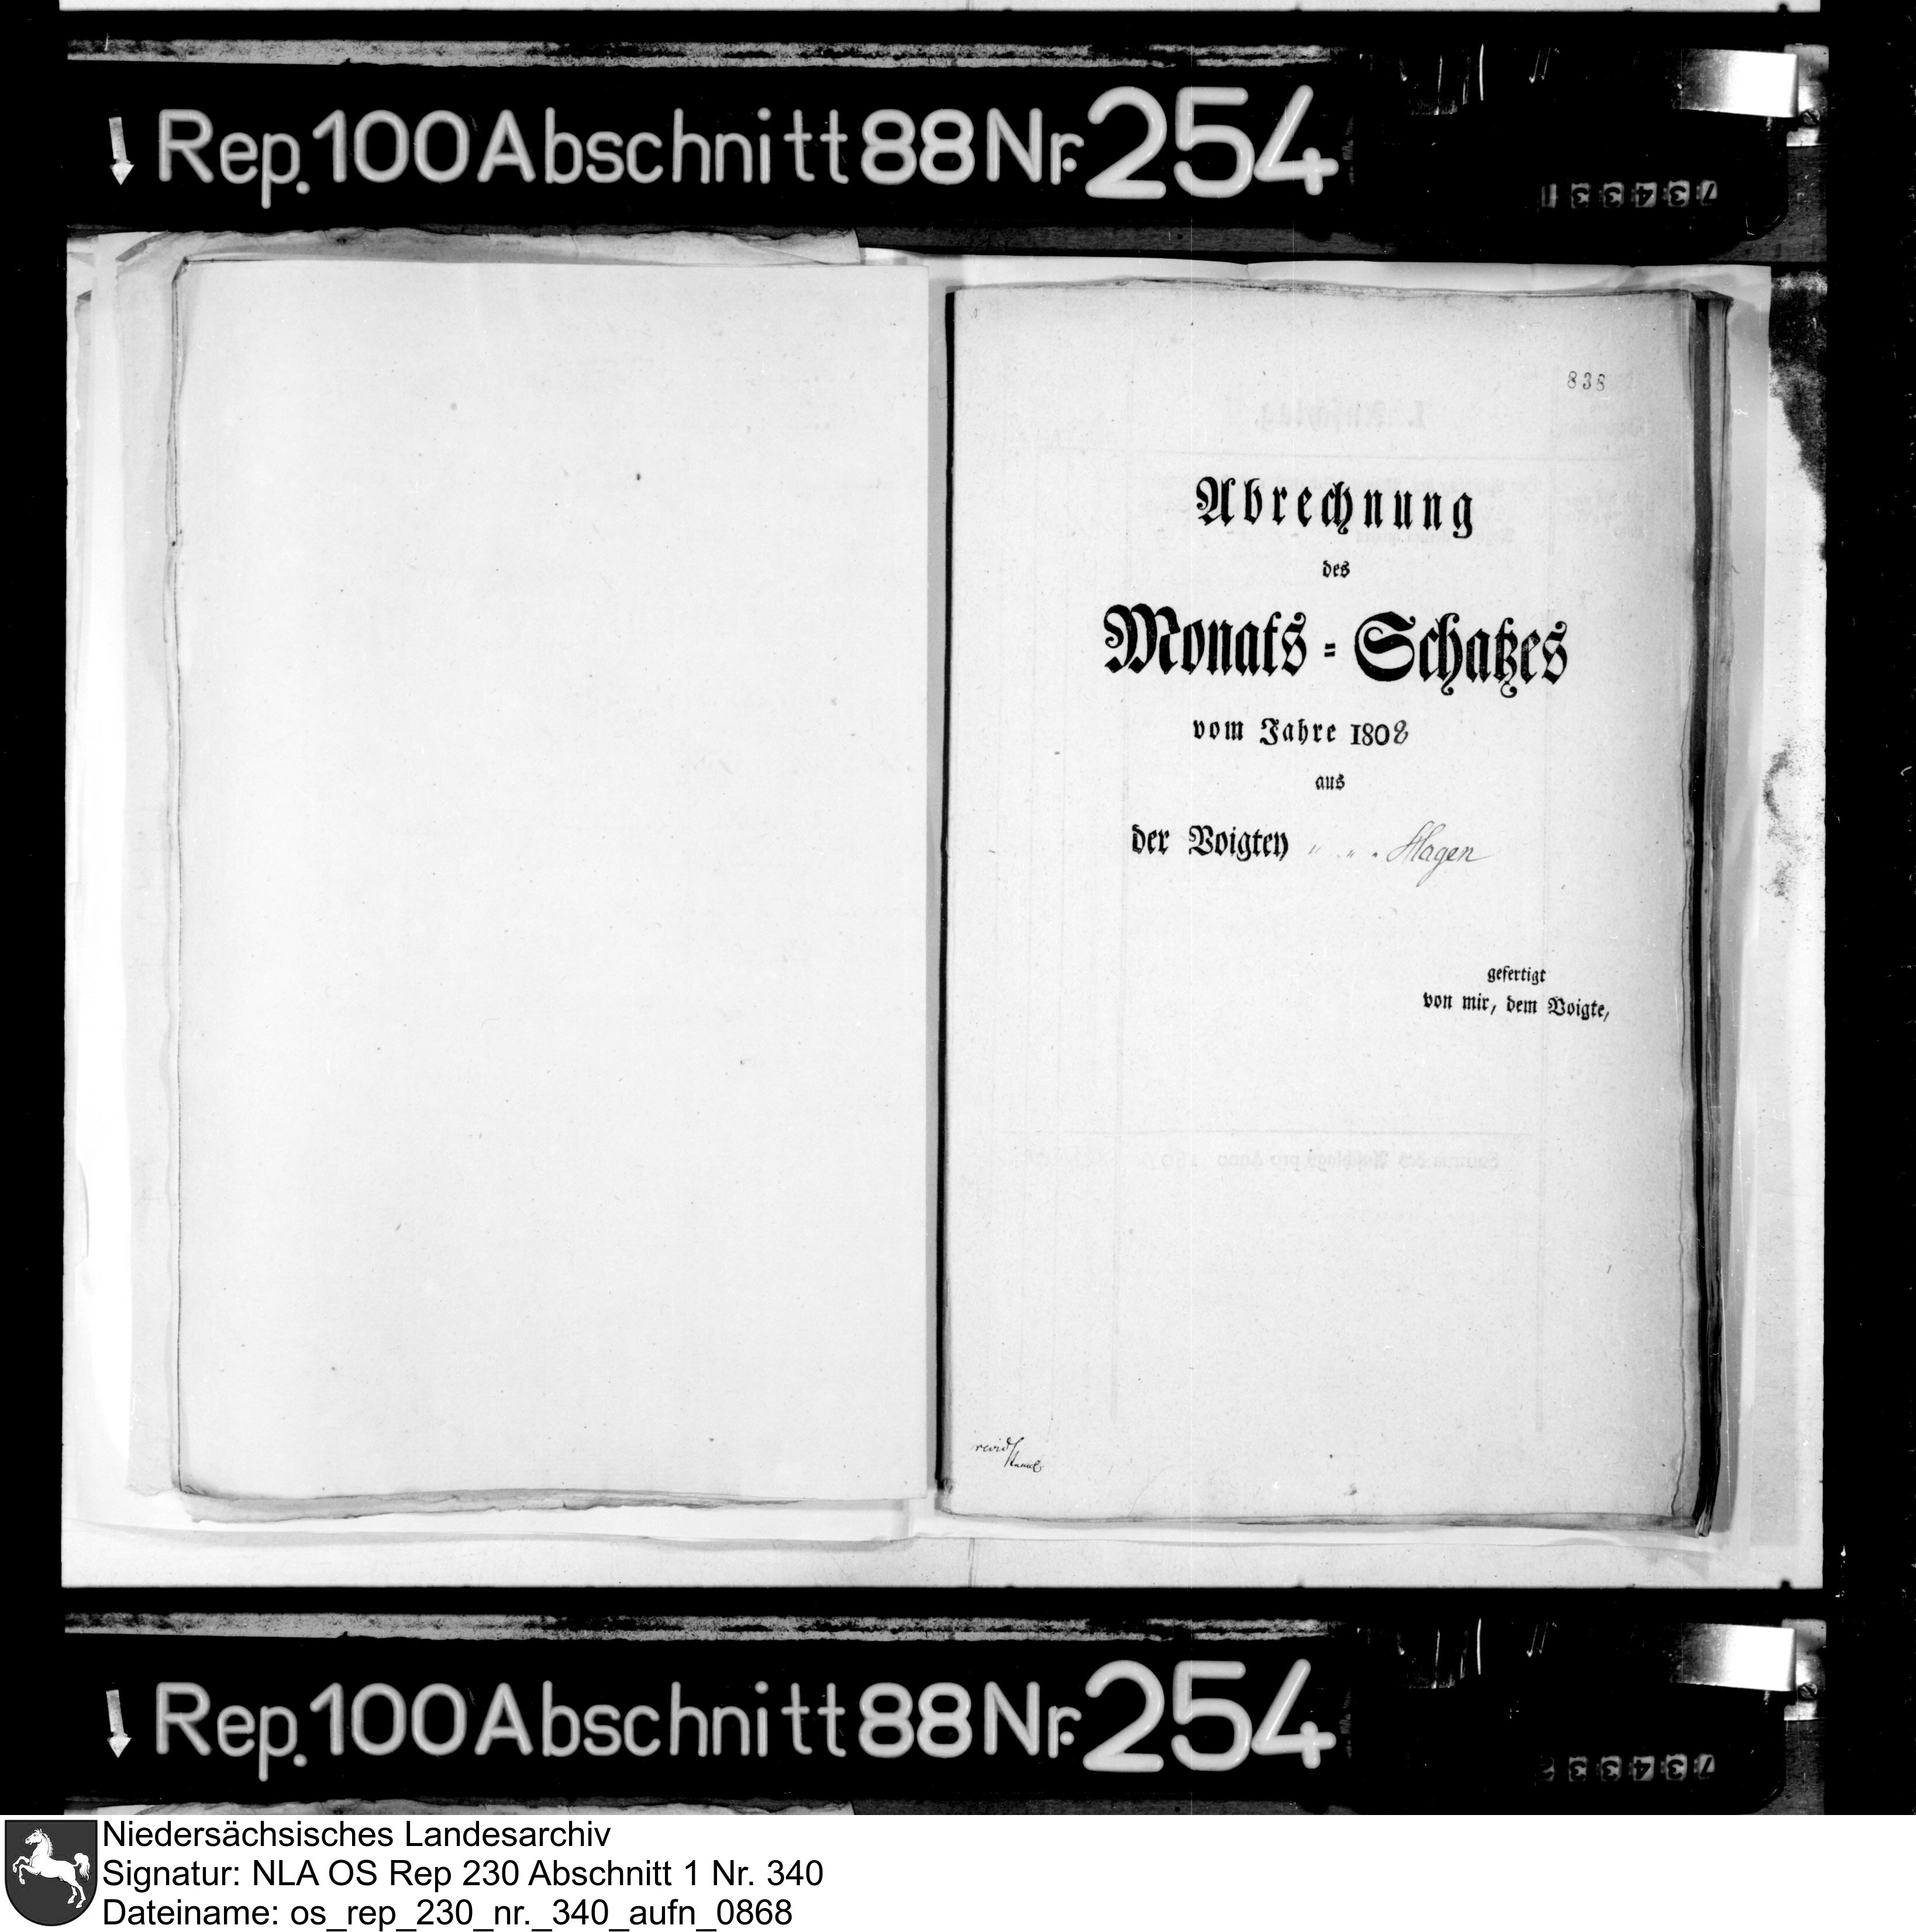 Rep. 100 Abschnitt 88 Nr. 254
734331
838
Abrechnung
des
Monats = Schatzes
vom Jahre 1808
aus
der Voigtey " " " Hagen
gefertigt
von mir, dem Voigte,
revid
Rep. 100 Abschnitt 88 Nr. 254
Niedersächsisches Landesarchiv
Signatur: NLA OS Rep 230 Abschnitt 1 Nr. 340
Dateiname: os_rep_230_nr._340_aufn_0868